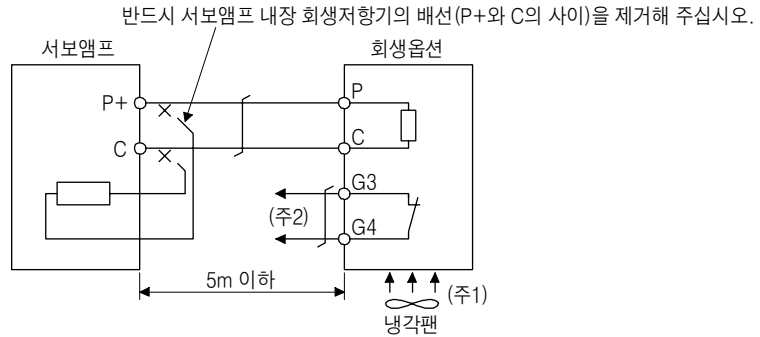 반드시 서보앰프 내장 회생저항기의 배선(P+와 C의 사이)을 제거해 주십시오.
서보앰프
회생옵션
P+
P
C
C
G3
(주2)
G4
5m 이하
(주1)
냉각팬